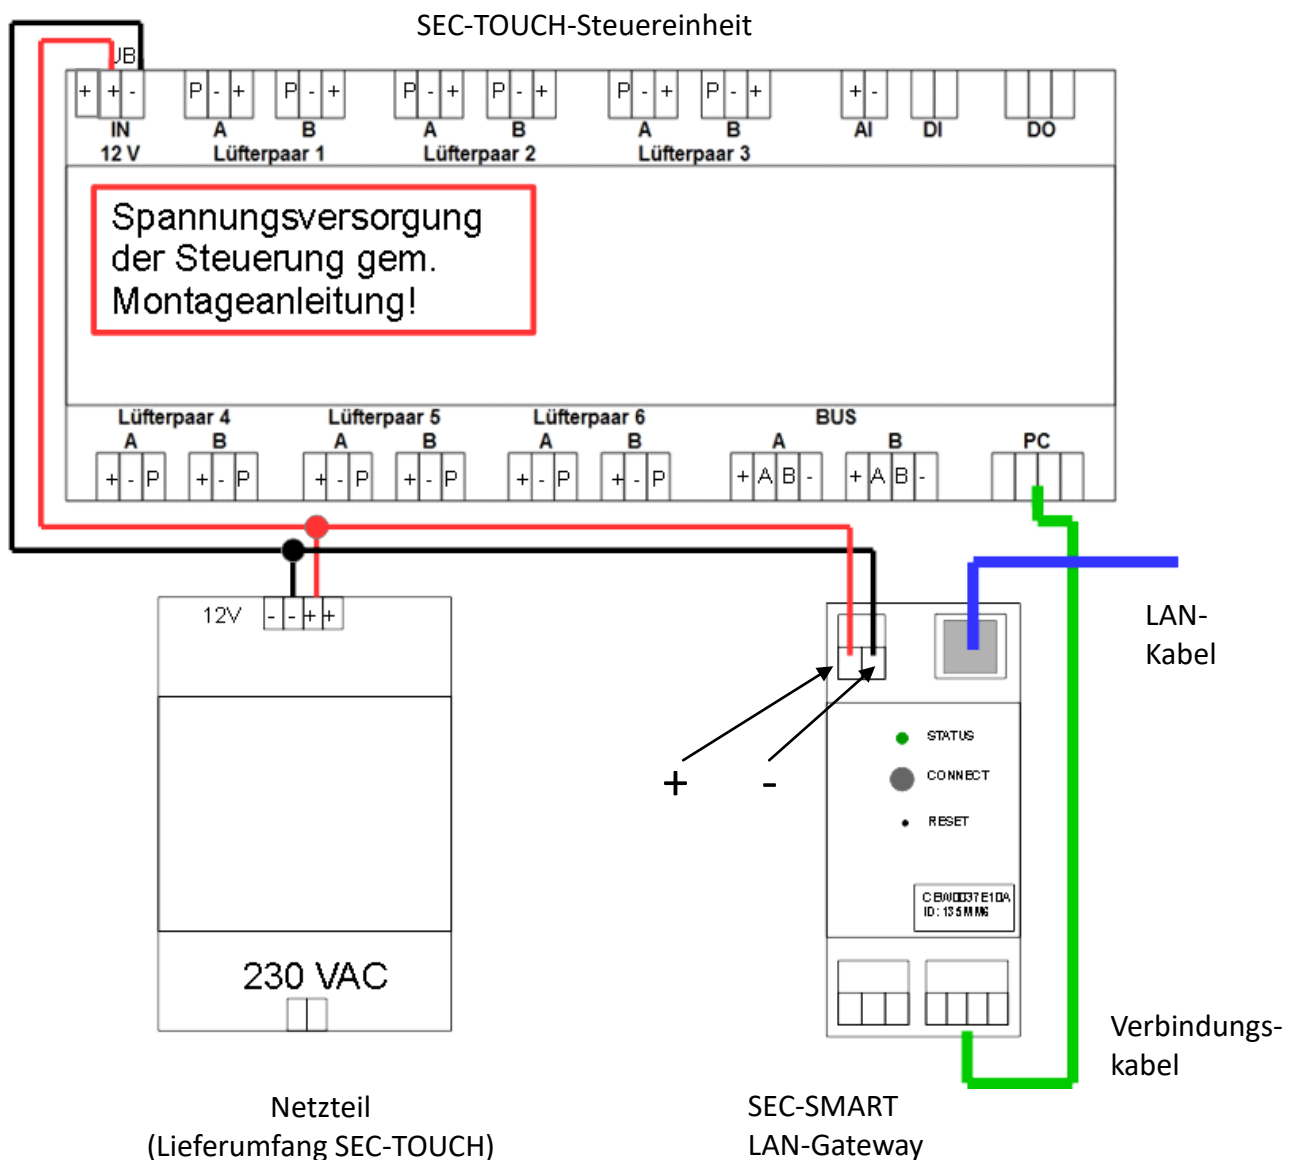 SEC-TOUCH-Steuereinheit
UB
+ + - P - + P - + P - + P - + P - + P - + + -
IN A B A B A B AI DI DO
12 V Lüfterpaar 1 Lüfterpaar 2 Lüfterpaar 3
Spannungsversorgung
der Steuerung gem.
Montageanleitung!
Lüfterpaar 4 Lüfterpaar 5 Lüfterpaar 6 BUS
A B A B A B A B PC
+ - P + - P + - P + - P + - P + - P + A B - + A B -
12V - - + +
LAN-
Kabel
STATUS
+ -
CONNECT
RESET
ID: 135MM6
230 VAC
Verbindungs-
kabel
Netzteil
(Lieferumfang SEC-TOUCH)
SEC-SMART
LAN-Gateway